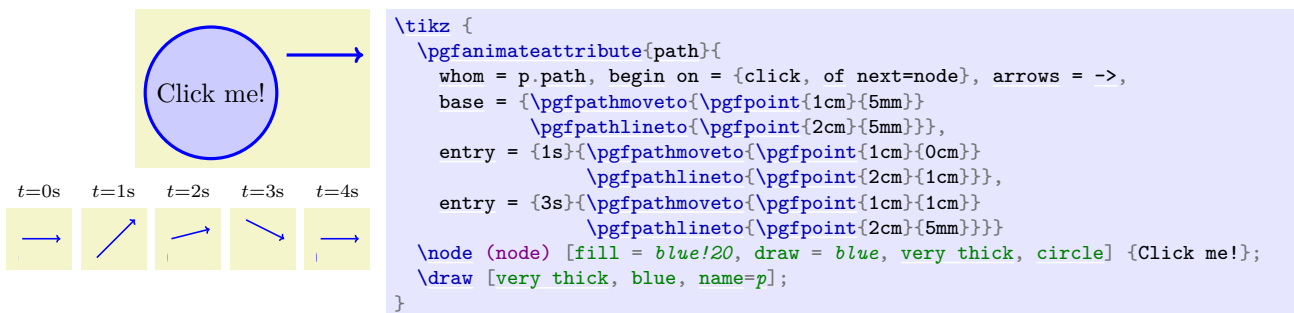 Click me!
t=0s t=1s t=2s t=3s t=4s
\tikz {
  \pgfanimateattribute{path}{
    whom = p.path, begin on = {click, of next=node}, arrows = ->,
    base = {\pgfpathmoveto{\pgfpoint{1cm}{5mm}}
            \pgfpathlineto{\pgfpoint{2cm}{5mm}}},
    entry = {1s}{\pgfpathmoveto{\pgfpoint{1cm}{0cm}}
                 \pgfpathlineto{\pgfpoint{2cm}{1cm}}},
    entry = {3s}{\pgfpathmoveto{\pgfpoint{1cm}{1cm}}
                 \pgfpathlineto{\pgfpoint{2cm}{5mm}}}}
  \node (node) [fill = blue!20, draw = blue, very thick, circle] {Click me!};
  \draw [very thick, blue, name=p];
}